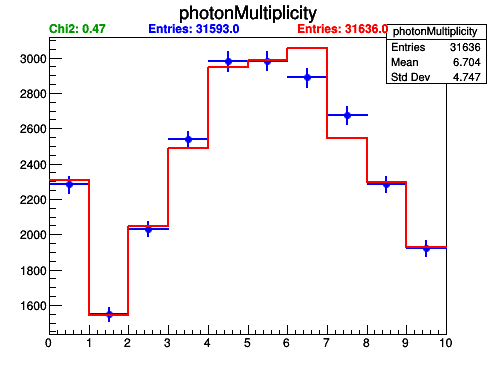 photonMultiplicity
Chi2: 0.47 Entries: 31593.0 Entries: 31636.0
photonMultiplicity
Entries 31636
Mean 6.704
Std Dev 4.747
3000
2800
2600
2400
2200
2000
1800
1600
0 1 2 3 4 5 6 7 8 9 10